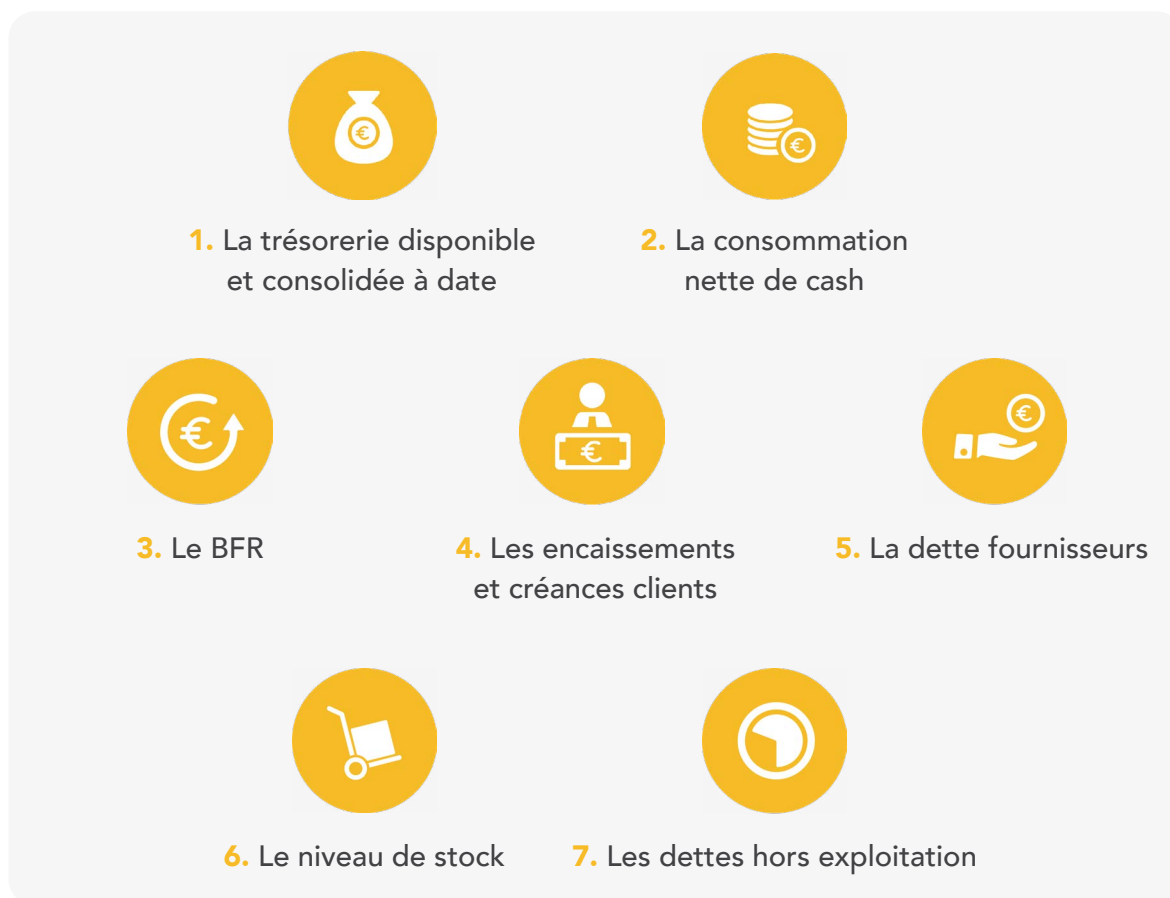 €
€
1. La trésorerie disponible
et consolidée à date
2. La consommation
nette de cash
€
€
€
3. Le BFR
4. Les encaissements
et créances clients
5. La dette fournisseurs
6. Le niveau de stock
7. Les dettes hors exploitation